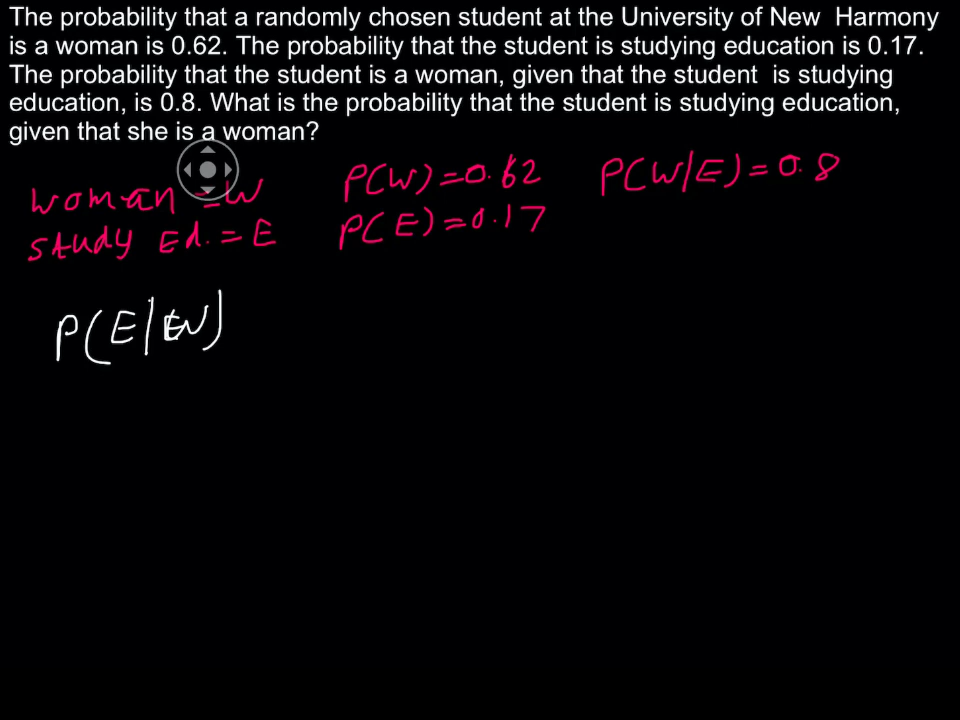 The probability that a randomly chosen student at the University of New Harmony
is a woman is 0.62. The probability that the student is studying education is 0.17.
The probability that the student is a woman, given that the student is studying
education, is 0.8. What is the probability that the student is studying education,
given that she is a woman?
woman = W P(W) = 0.62 P(W/E) = 0.8
study Ed. = E P(E) = 0.17
P(E/W)